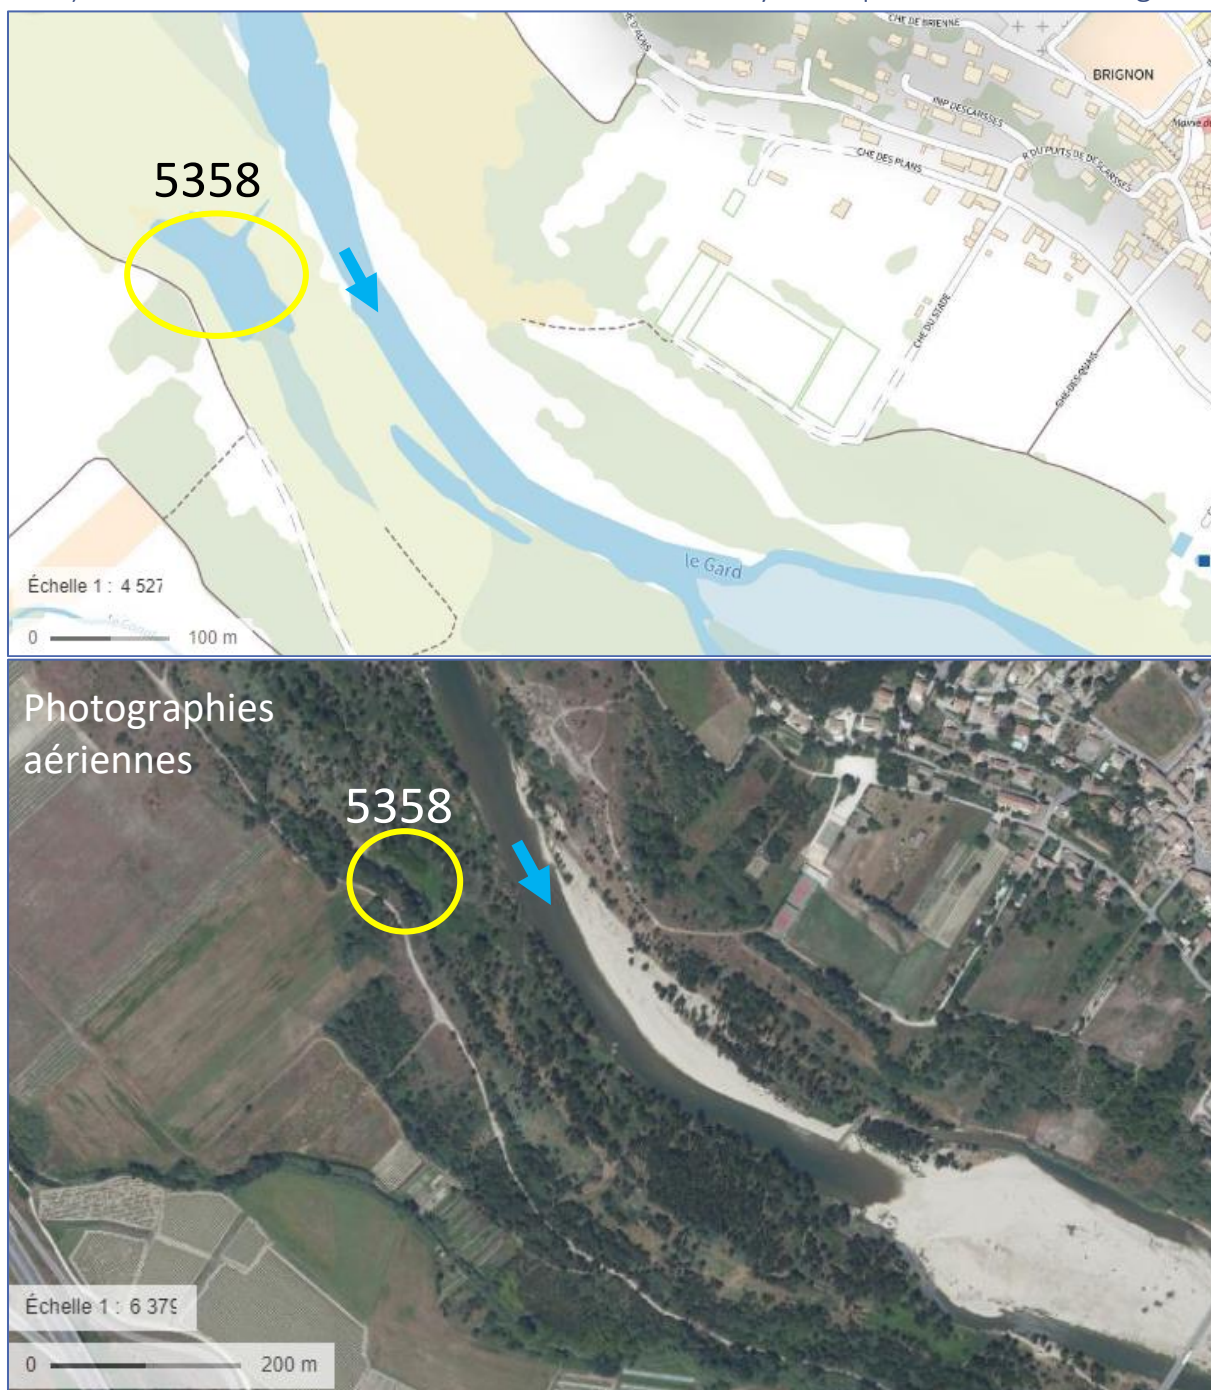 CHE DE BRIENNE
BRIGNON
IMP DESCARSSES
CHE DES PLANS
R DU PUITS DE DESCARSSES
5358
CHE DU STADE
CHE DES QUAIS
le Gard
Échelle 1 : 4 527
0 100 m
Photographies
aériennes
5358
Échelle 1 : 6 379
0 200 m